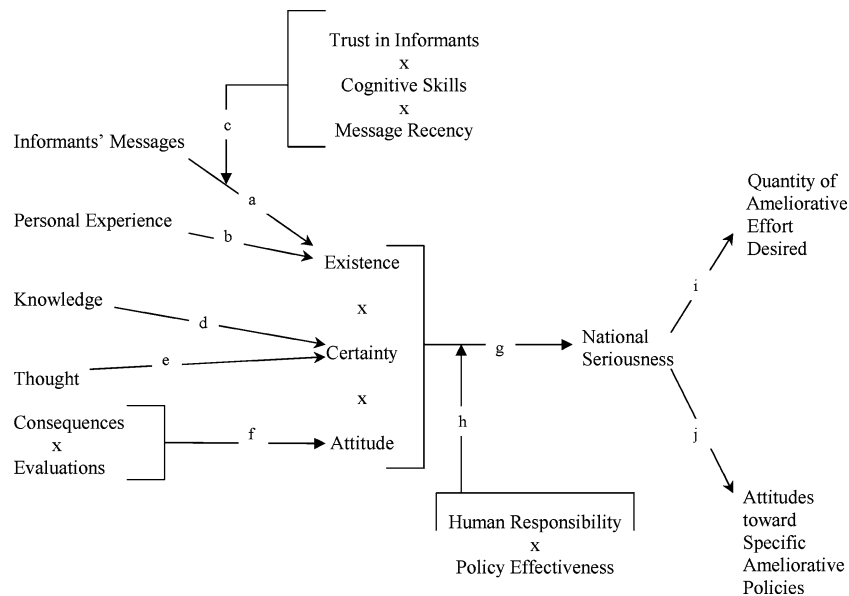 Trust in Informants
x
Cognitive Skills
x
Message Recency
c
Informants' Messages
a
Personal Experience
b
Existence
x
Knowledge
d
Certainty
e
Thought
x
Consequences
x
Evaluations
f
Attitude
g
h
Human Responsibility
x
Policy Effectiveness
National
Seriousness
i
Quantity of
Ameliorative
Effort
Desired
j
Attitudes
toward
Specific
Ameliorative
Policies